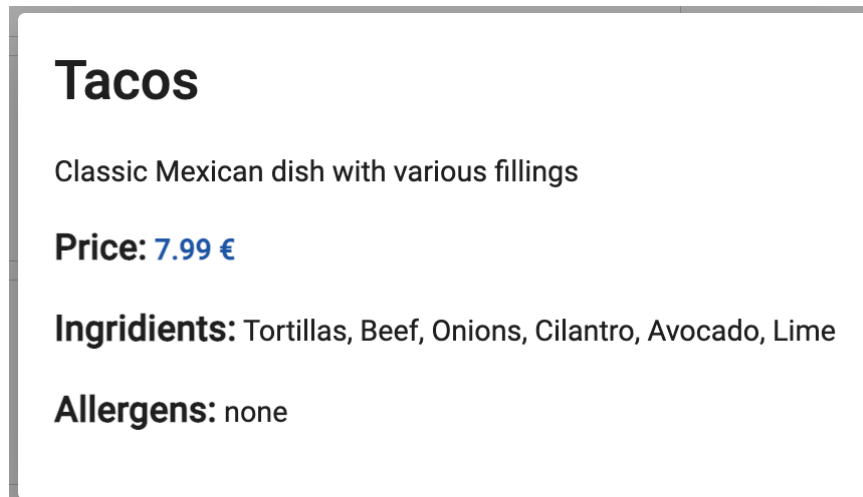 Tacos
Classic Mexican dish with various fillings
Price: 7.99 €
Ingridients: Tortillas, Beef, Onions, Cilantro, Avocado, Lime
Allergens: none